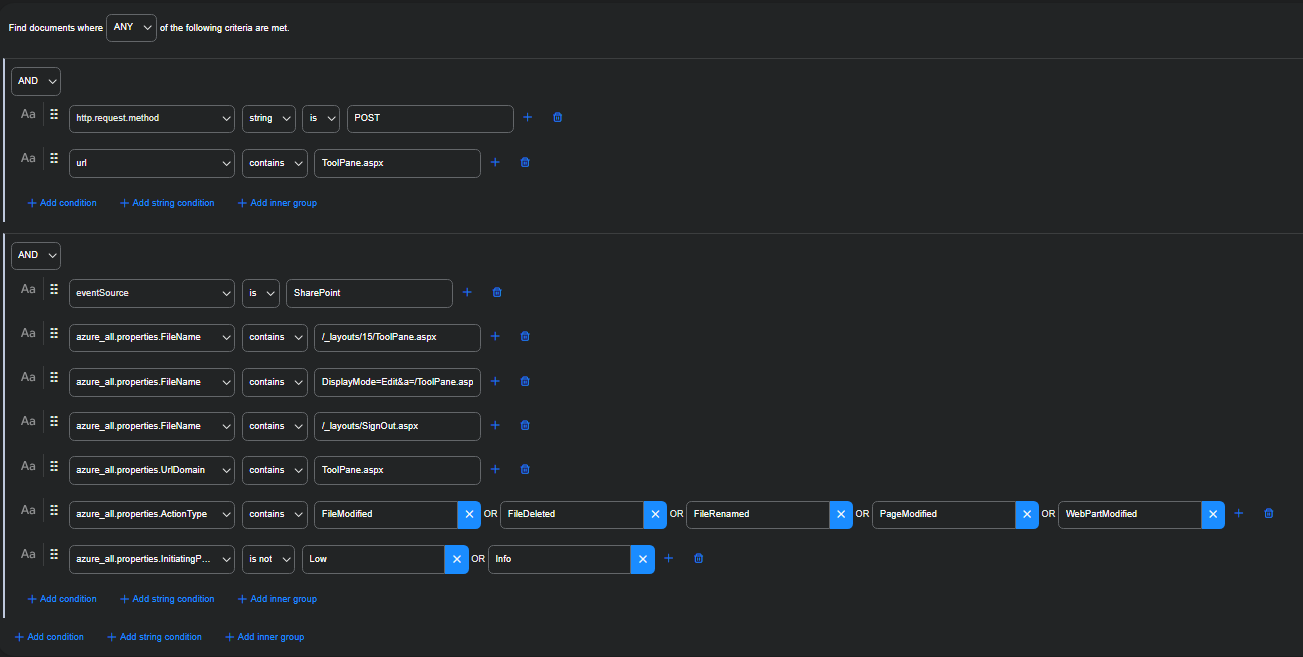 Find documents where ANY of the following criteria are met.
AND
Aa http.request.method string is POST
Aa url contains ToolPane.aspx
Add condition Add string condition Add inner group
AND
Aa eventSource is SharePoint
Aa azure_all.properties.FileName contains /_layouts/15/ToolPane.aspx
Aa azure_all.properties.FileName contains DisplayMode=Edit&a=/ToolPane.asp
Aa azure_all.properties.FileName contains /_layouts/SignOut.aspx
Aa azure_all.properties.UrlDomain contains ToolPane.aspx
Aa azure_all.properties.ActionType contains FileModified OR FileDeleted OR FileRenamed OR PageModified OR WebPartModified
Aa azure_all.properties.InitiatingP... is not Low OR Info
Add condition Add string condition Add inner group
Add condition Add string condition Add inner group